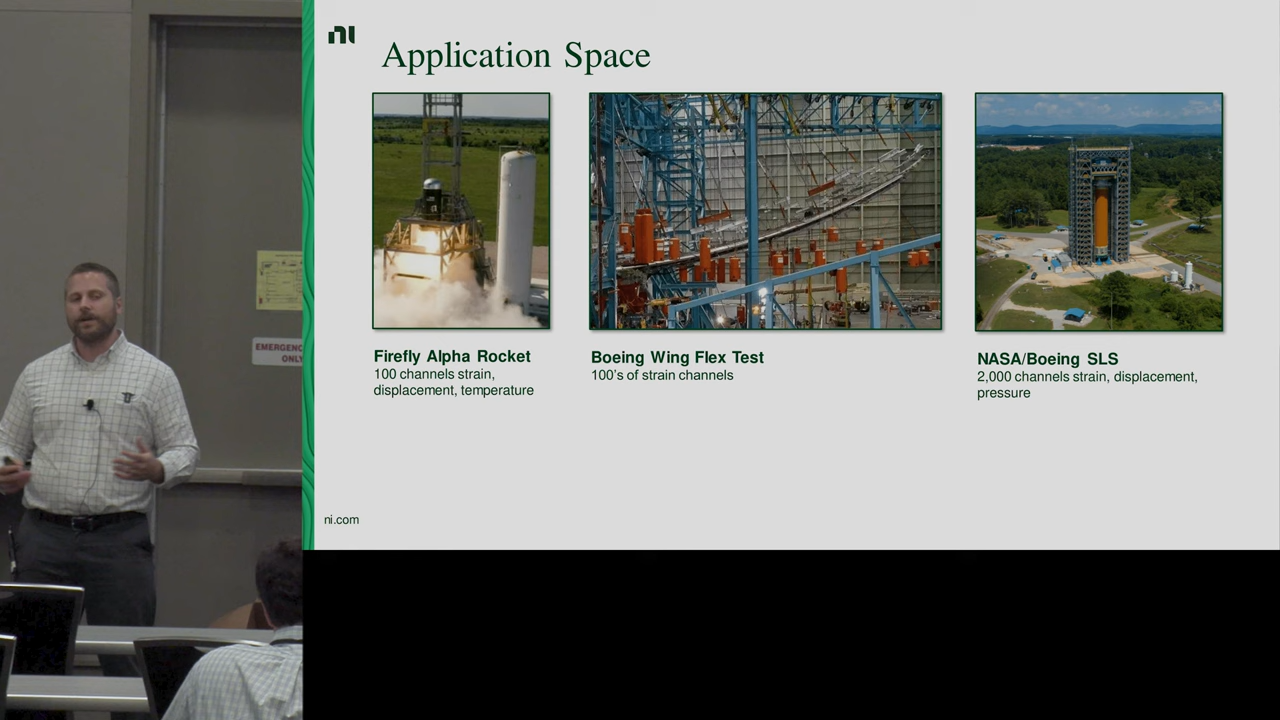 ni
Application Space
EMERGENC
ONLY
Firefly Alpha Rocket
100 channels strain,
displacement, temperature
Boeing Wing Flex Test
100's of strain channels
NASA/Boeing SLS
2,000 channels strain, displacement,
pressure
ni.com